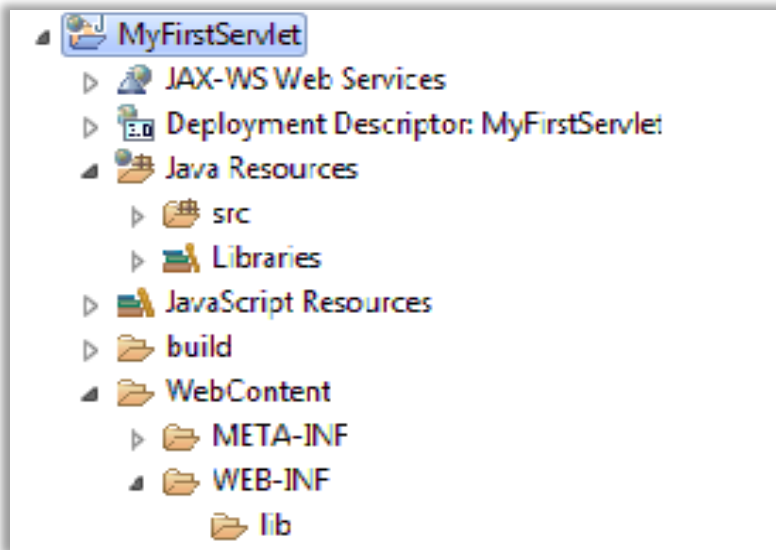 MyFirstServlet
JAX-WS Web Services
Deployment Descriptor: MyFirstServlet
Java Resources
src
Libraries
JavaScript Resources
build
WebContent
META-INF
WEB-INF
lib